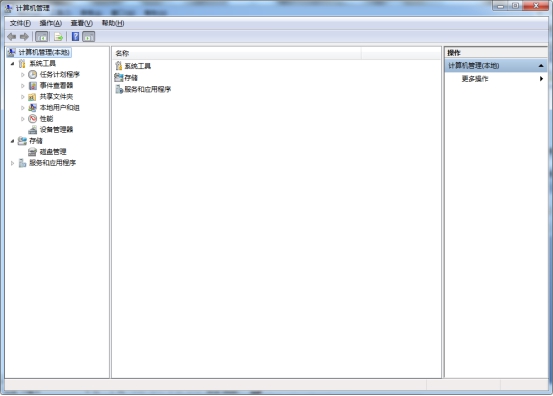 计算机管理
文件(F) 操作(A) 查看(V) 帮助(H)
计算机管理(本地)
系统工具
任务计划程序
事件查看器
共享文件夹
本地用户和组
性能
设备管理器
存储
磁盘管理
服务和应用程序
名称
系统工具
存储
服务和应用程序
操作
计算机管理(本地)
更多操作